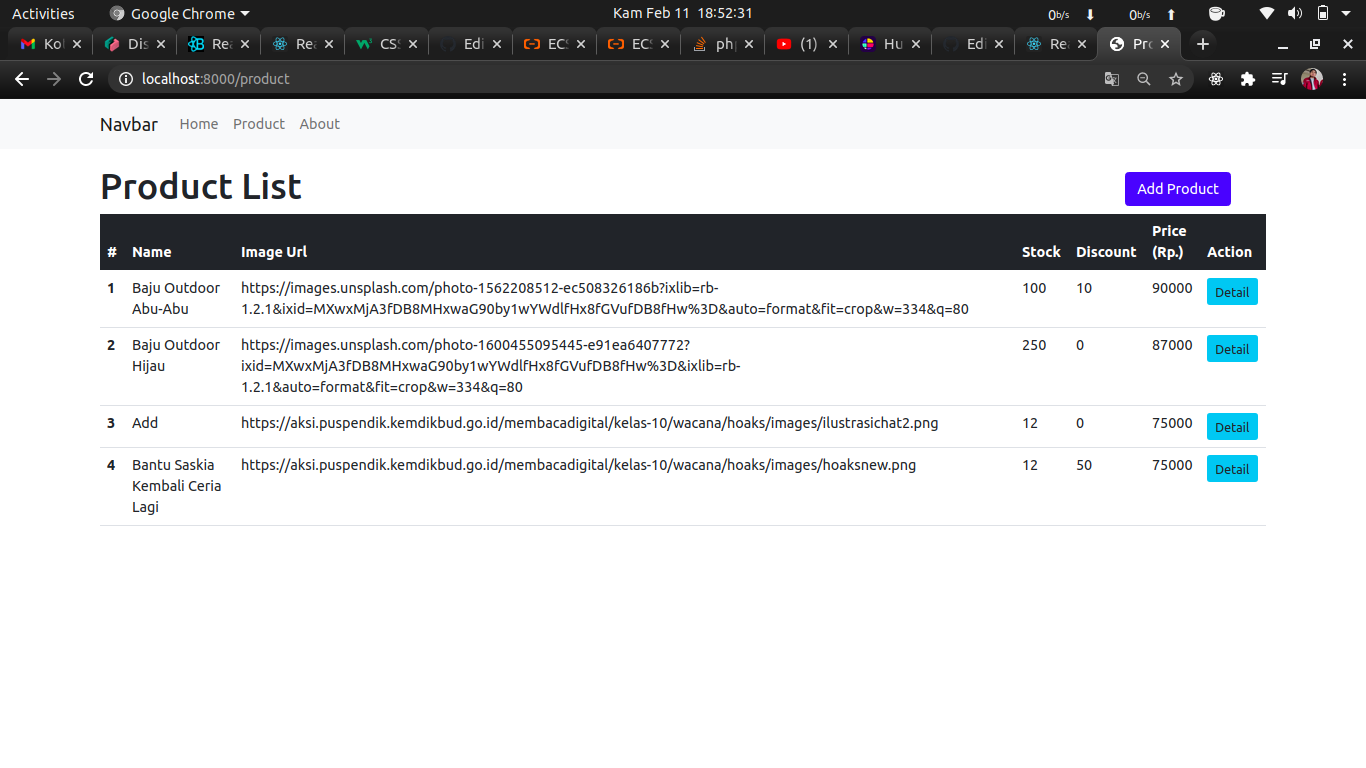 Activities Google Chrome Kam Feb 11 18:52:31 0b/s 0b/s
Kol Dis Rea Rea CSS Edi ECS ECS php (1) Hu Edi Rea Pro
localhost:8000/product
Navbar Home Product About
Product List Add Product
# Name Image Url Stock Discount Price (Rp.) Action
1 Baju Outdoor Abu-Abu https://images.unsplash.com/photo-1562208512-ec508326186b?ixlib=rb-
1.2.1&ixid=MXwxMjA3fDB8MHxwaG90by1wYWdlfHx8fGVufDB8fHw%3D&auto=format&fit=crop&w=334&q=80 100 10 90000 Detail
2 Baju Outdoor Hijau https://images.unsplash.com/photo-1600455095445-e91ea6407772?
ixid=MXwxMjA3fDB8MHxwaG90by1wYWdlfHx8fGVufDB8fHw%3D&ixlib=rb-
1.2.1&auto=format&fit=crop&w=334&q=80 250 0 87000 Detail
3 Add https://aksi.puspendik.kemdikbud.go.id/membacadigital/kelas-10/wacana/hoaks/images/ilustrasichat2.png 12 0 75000 Detail
4 Bantu Saskia https://aksi.puspendik.kemdikbud.go.id/membacadigital/kelas-10/wacana/hoaks/images/hoaksnew.png 12 50 75000 Detail
Kembali Ceria
Lagi